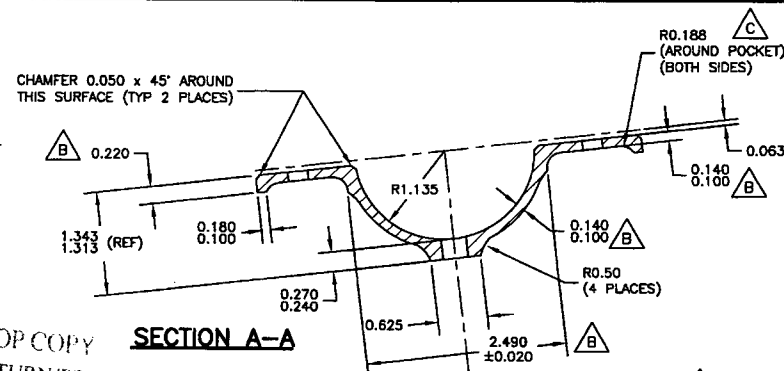 C
R0.188
(AROUND POCKET)
(BOTH SIDES)
CHAMFER 0.050 x 45° AROUND
THIS SURFACE (TYP 2 PLACES)
B 0.220
0.063
0.140
0.100
B
R1.135
1.343
1.313 (REF)
0.180
0.100
0.140
0.100 B
R0.50
(4 PLACES)
0.270
0.240
0.625
2.490
±0.020
B
OP COPY
SECTION A-A